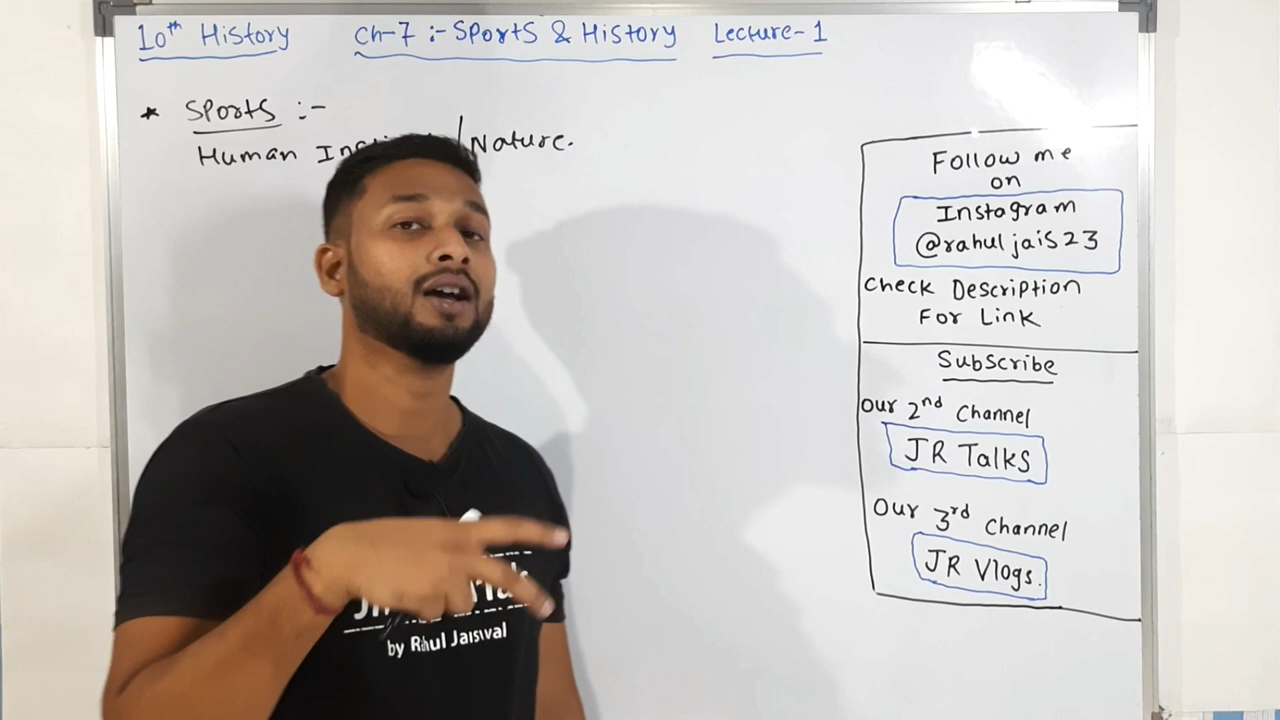 10th History Ch-7 :- Sports & History Lecture-1
* Sports :-
Human /Nature.
Follow me
on
Instagram
@rahuljais23
Check Description
For Link
Subscribe
Our 2nd Channel
JR Talks
Our 3rd Channel
JR Vlogs.
by Rahul Jaiswal